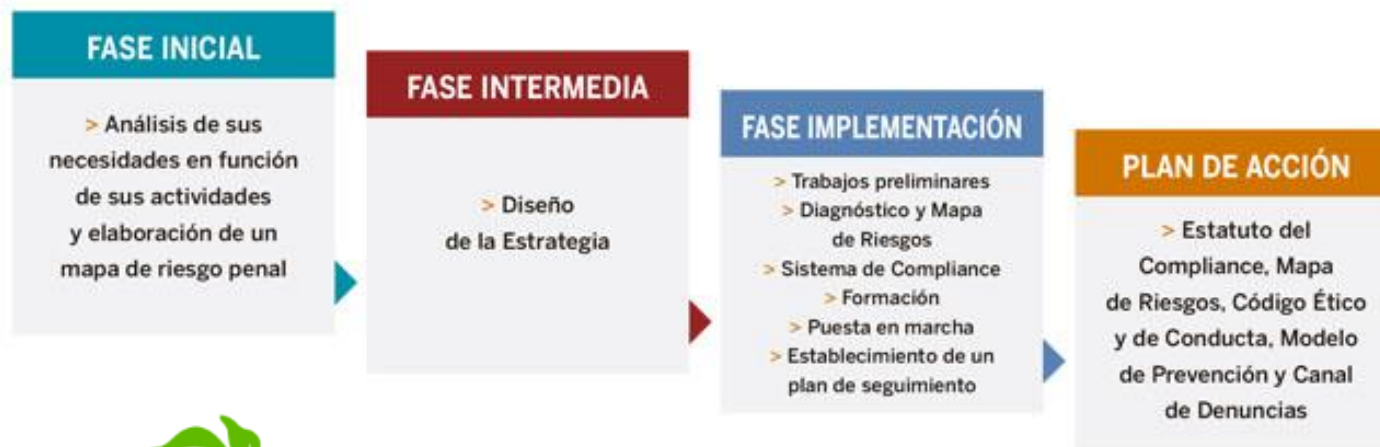 FASE INICIAL
> Análisis de sus
necesidades en función
de sus actividades
y elaboración de un
mapa de riesgo penal
FASE INTERMEDIA
> Diseño
de la Estrategia
FASE IMPLEMENTACIÓN
> Trabajos preliminares
> Diagnóstico y Mapa
de Riesgos
> Sistema de Compliance
> Formación
> Puesta en marcha
> Establecimiento de un
plan de seguimiento
PLAN DE ACCIÓN
> Estatuto del
Compliance, Mapa
de Riesgos, Código Ético
y de Conducta, Modelo
de Prevención y Canal
de Denuncias